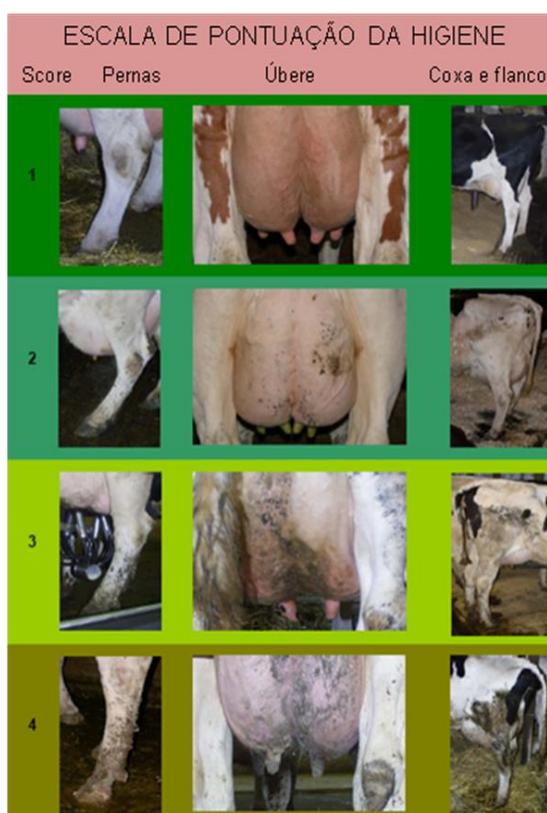 ESCALA DE PONTUAÇÃO DA HIGIENE
Score Pernas Úbere Coxa e flanco
1
2
3
4